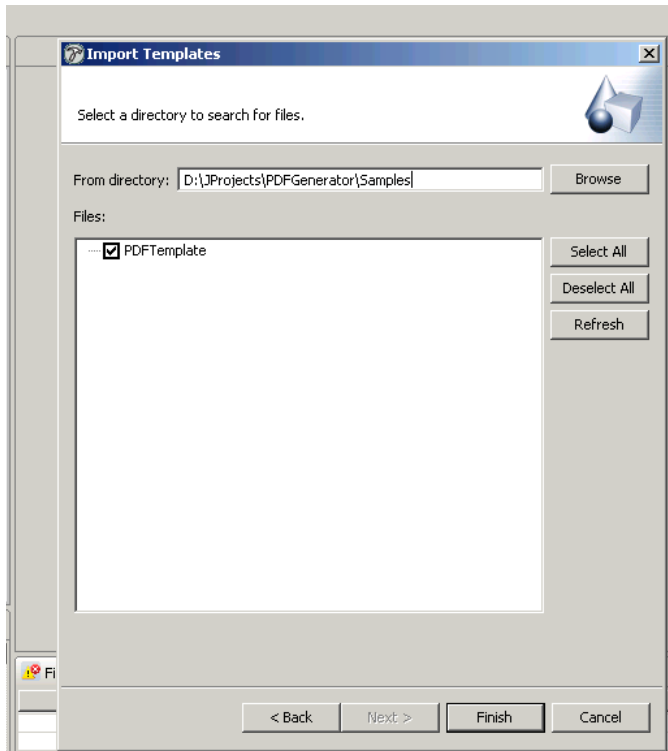 Import Templates
Select a directory to search for files.
From directory: D:\JProjects\PDFGenerator\Samples Browse
Files:
PDFTemplate
Select All
Deselect All
Refresh
Fi
< Back Next > Finish Cancel